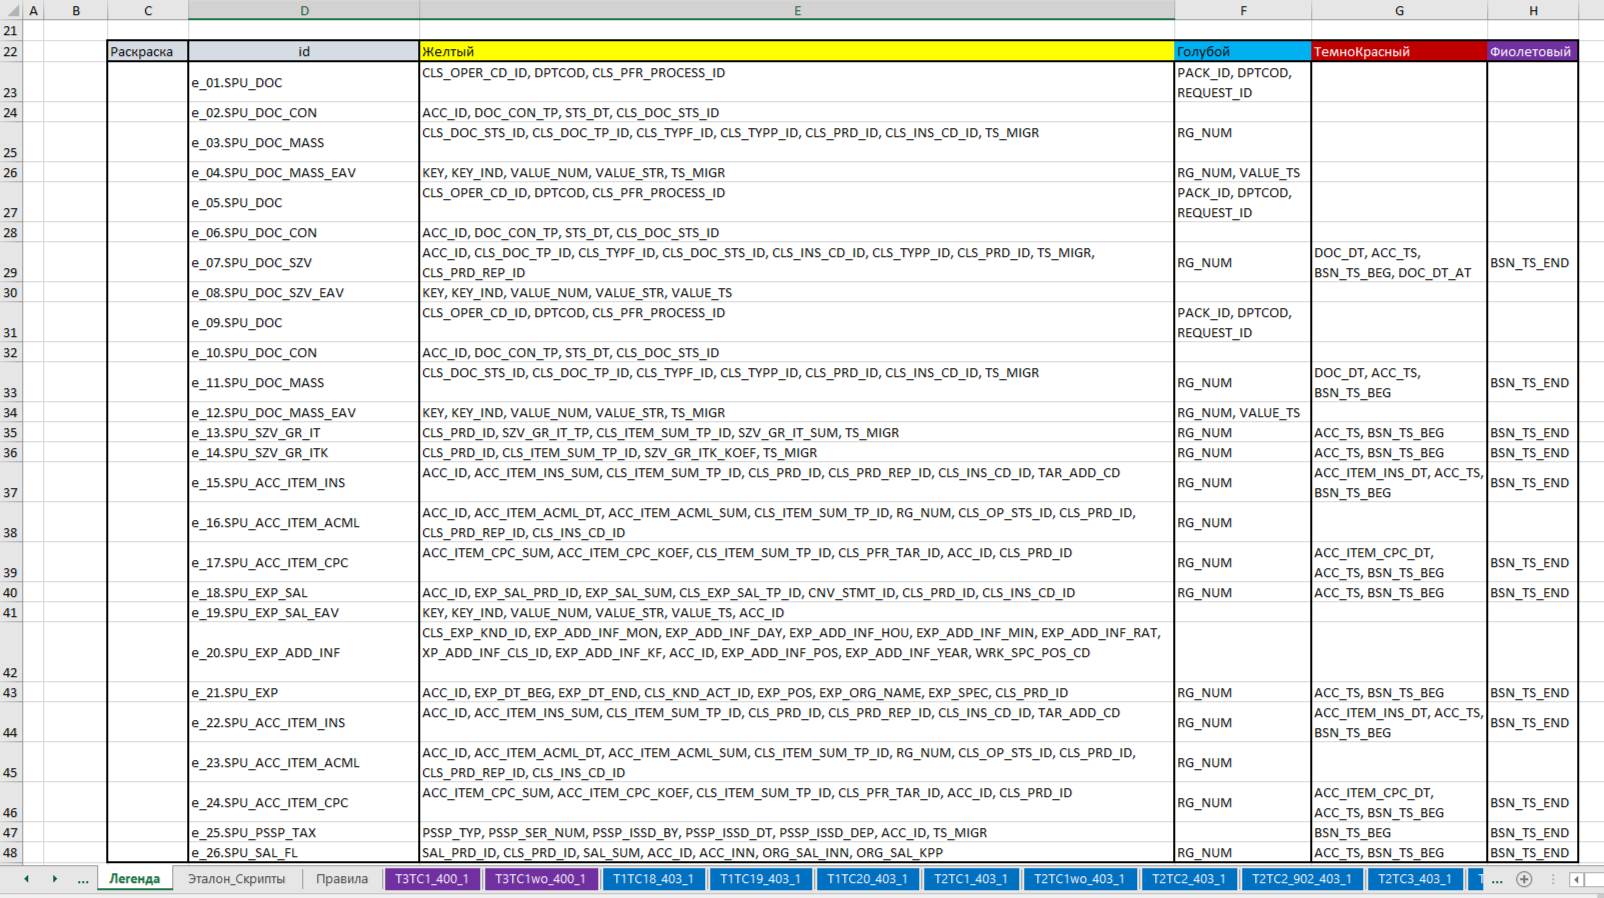 A B C D E F G H
21
22 Раскраска id Желтый Голубой ТемноКрасный Фиолетовый
23 e_01.SPU_DOC CLS_OPER_CD_ID, DPTCOD, CLS_PFR_PROCESS_ID PACK_ID, DPTCOD,
REQUEST_ID
24 e_02.SPU_DOC_CON ACC_ID, DOC_CON_TP, STS_DT, CLS_DOC_STS_ID
25 e_03.SPU_DOC_MASS CLS_DOC_STS_ID, CLS_DOC_TP_ID, CLS_TYPF_ID, CLS_TYPP_ID, CLS_PRD_ID, CLS_INS_CD_ID, TS_MIGR RG_NUM
26 e_04.SPU_DOC_MASS_EAV KEY, KEY_IND, VALUE_NUM, VALUE_STR, TS_MIGR RG_NUM, VALUE_TS
27 e_05.SPU_DOC CLS_OPER_CD_ID, DPTCOD, CLS_PFR_PROCESS_ID PACK_ID, DPTCOD,
REQUEST_ID
28 e_06.SPU_DOC_CON ACC_ID, DOC_CON_TP, STS_DT, CLS_DOC_STS_ID
29 e_07.SPU_DOC_SZV ACC_ID, CLS_DOC_TP_ID, CLS_TYPF_ID, CLS_DOC_STS_ID, CLS_INS_CD_ID, CLS_TYPP_ID, CLS_PRD_ID, TS_MIGR, RG_NUM DOC_DT, ACC_TS, BSN_TS_END
CLS_PRD_REP_ID BSN_TS_BEG, DOC_DT_AT
30 e_08.SPU_DOC_SZV_EAV KEY, KEY_IND, VALUE_NUM, VALUE_STR, VALUE_TS
31 e_09.SPU_DOC CLS_OPER_CD_ID, DPTCOD, CLS_PFR_PROCESS_ID PACK_ID, DPTCOD,
REQUEST_ID
32 e_10.SPU_DOC_CON ACC_ID, DOC_CON_TP, STS_DT, CLS_DOC_STS_ID
33 e_11.SPU_DOC_MASS CLS_DOC_STS_ID, CLS_DOC_TP_ID, CLS_TYPF_ID, CLS_TYPP_ID, CLS_PRD_ID, CLS_INS_CD_ID, TS_MIGR RG_NUM DOC_DT, ACC_TS, BSN_TS_END
BSN_TS_BEG
34 e_12.SPU_DOC_MASS_EAV KEY, KEY_IND, VALUE_NUM, VALUE_STR, TS_MIGR RG_NUM, VALUE_TS
35 e_13.SPU_SZV_GR_IT CLS_PRD_ID, SZV_GR_IT_TP, CLS_ITEM_SUM_TP_ID, SZV_GR_IT_SUM, TS_MIGR RG_NUM ACC_TS, BSN_TS_BEG BSN_TS_END
36 e_14.SPU_SZV_GR_ITK CLS_PRD_ID, CLS_ITEM_SUM_TP_ID, SZV_GR_ITK_KOEF, TS_MIGR RG_NUM ACC_TS, BSN_TS_BEG BSN_TS_END
37 e_15.SPU_ACC_ITEM_INS ACC_ID, ACC_ITEM_INS_SUM, CLS_ITEM_SUM_TP_ID, CLS_PRD_ID, CLS_PRD_REP_ID, CLS_INS_CD_ID, TAR_ADD_CD RG_NUM ACC_ITEM_INS_DT, ACC_TS, BSN_TS_END
BSN_TS_BEG
38 e_16.SPU_ACC_ITEM_ACML ACC_ID, ACC_ITEM_ACML_DT, ACC_ITEM_ACML_SUM, CLS_ITEM_SUM_TP_ID, RG_NUM, CLS_OP_STS_ID, CLS_PRD_ID, RG_NUM
CLS_PRD_REP_ID, CLS_INS_CD_ID
39 e_17.SPU_ACC_ITEM_CPC ACC_ITEM_CPC_SUM, ACC_ITEM_CPC_KOEF, CLS_ITEM_SUM_TP_ID, CLS_PFR_TAR_ID, ACC_ID, CLS_PRD_ID RG_NUM ACC_ITEM_CPC_DT, BSN_TS_END
ACC_TS, BSN_TS_BEG
40 e_18.SPU_EXP_SAL ACC_ID, EXP_SAL_PRD_ID, EXP_SAL_SUM, CLS_EXP_SAL_TP_ID, CNV_STMT_ID, CLS_PRD_ID, CLS_INS_CD_ID RG_NUM ACC_TS, BSN_TS_BEG BSN_TS_END
41 e_19.SPU_EXP_SAL_EAV KEY, KEY_IND, VALUE_NUM, VALUE_STR, VALUE_TS, ACC_ID
42 e_20.SPU_EXP_ADD_INF CLS_EXP_KND_ID, EXP_ADD_INF_MON, EXP_ADD_INF_DAY, EXP_ADD_INF_HOU, EXP_ADD_INF_MIN, EXP_ADD_INF_RAT,
XP_ADD_INF_CLS_ID, EXP_ADD_INF_KF, ACC_ID, EXP_ADD_INF_POS, EXP_ADD_INF_YEAR, WRK_SPC_POS_CD
43 e_21.SPU_EXP ACC_ID, EXP_DT_BEG, EXP_DT_END, CLS_KND_ACT_ID, EXP_POS, EXP_ORG_NAME, EXP_SPEC, CLS_PRD_ID RG_NUM ACC_TS, BSN_TS_BEG BSN_TS_END
44 e_22.SPU_ACC_ITEM_INS ACC_ID, ACC_ITEM_INS_SUM, CLS_ITEM_SUM_TP_ID, CLS_PRD_ID, CLS_PRD_REP_ID, CLS_INS_CD_ID, TAR_ADD_CD RG_NUM ACC_ITEM_INS_DT, ACC_TS, BSN_TS_END
BSN_TS_BEG
45 e_23.SPU_ACC_ITEM_ACML ACC_ID, ACC_ITEM_ACML_DT, ACC_ITEM_ACML_SUM, CLS_ITEM_SUM_TP_ID, RG_NUM, CLS_OP_STS_ID, CLS_PRD_ID, RG_NUM
CLS_PRD_REP_ID, CLS_INS_CD_ID
46 e_24.SPU_ACC_ITEM_CPC ACC_ITEM_CPC_SUM, ACC_ITEM_CPC_KOEF, CLS_ITEM_SUM_TP_ID, CLS_PFR_TAR_ID, ACC_ID, CLS_PRD_ID RG_NUM ACC_ITEM_CPC_DT, BSN_TS_END
ACC_TS, BSN_TS_BEG
47 e_25.SPU_PSSP_TAX PSSP_TYP, PSSP_SER_NUM, PSSP_ISSD_BY, PSSP_ISSD_DT, PSSP_ISSD_DEP, ACC_ID, TS_MIGR BSN_TS_BEG BSN_TS_END
48 e_26.SPU_SAL_FL SAL_PRD_ID, CLS_PRD_ID, SAL_SUM, ACC_ID, ACC_INN, ORG_SAL_INN, ORG_SAL_KPP RG_NUM ACC_TS, BSN_TS_BEG BSN_TS_END
... Легенда Эталон_Скрипты Правила T3TC1_400_1 T3TC1wo_400_1 T1TC18_403_1 T1TC19_403_1 T1TC20_403_1 T2TC1_403_1 T2TC1wo_403_1 T2TC2_403_1 T2TC2_902_403_1 T2TC3_403_1 ...